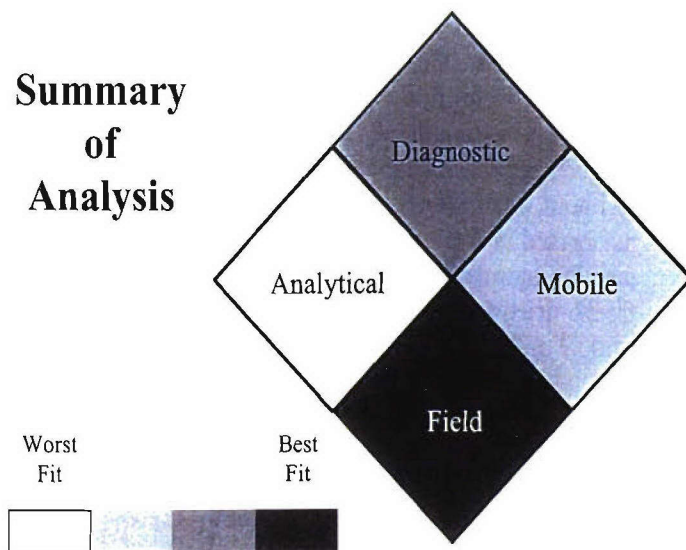 Summary
of
Analysis
Diagnostic
Analytical
Mobile
Field
Worst
Fit
Best
Fit